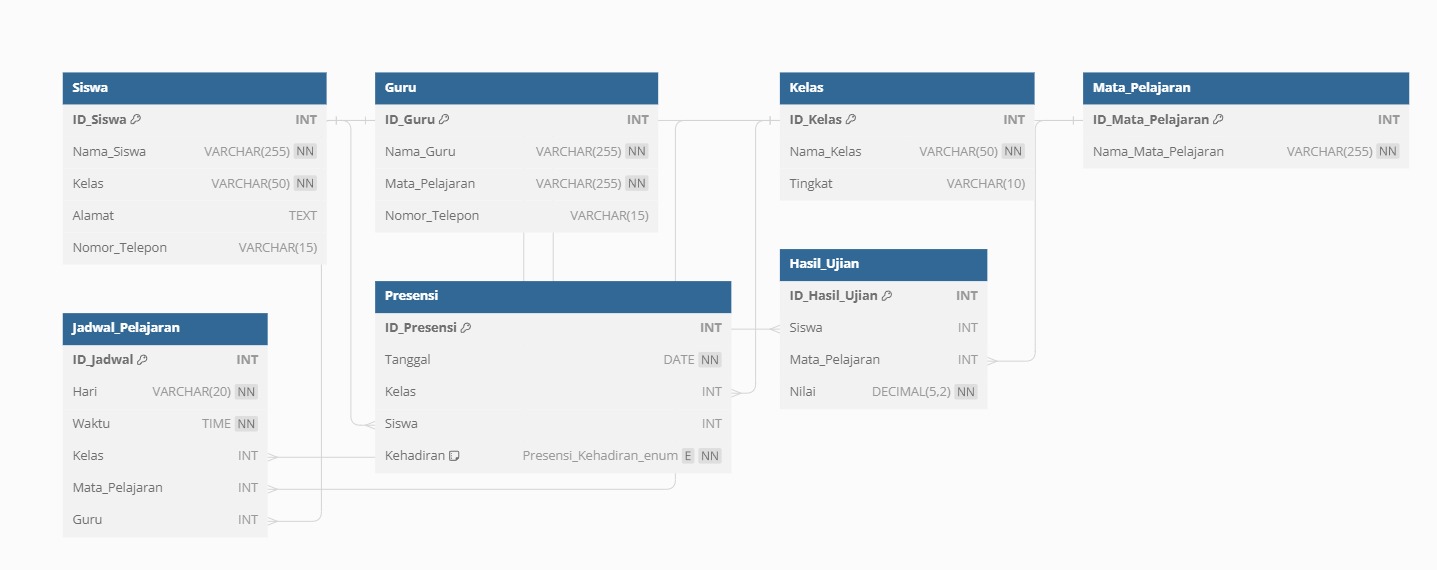 Siswa
ID_Siswa INT
Nama_Siswa VARCHAR(255) NN
Kelas VARCHAR(50) NN
Alamat TEXT
Nomor_Telepon VARCHAR(15)
Guru
ID_Guru INT
Nama_Guru VARCHAR(255) NN
Mata_Pelajaran VARCHAR(255) NN
Nomor_Telepon VARCHAR(15)
Kelas
ID_Kelas INT
Nama_Kelas VARCHAR(50) NN
Tingkat VARCHAR(10)
Mata_Pelajaran
ID_Mata_Pelajaran INT
Nama_Mata_Pelajaran VARCHAR(255) NN
Jadwal_Pelajaran
ID_Jadwal INT
Hari VARCHAR(20) NN
Waktu TIME NN
Kelas INT
Mata_Pelajaran INT
Guru INT
Presensi
ID_Presensi INT
Tanggal DATE NN
Kelas INT
Siswa INT
Kehadiran Presensi_Kehadiran_enum E NN
Hasil_Ujian
ID_Hasil_Ujian INT
Siswa INT
Mata_Pelajaran INT
Nilai DECIMAL(5,2) NN